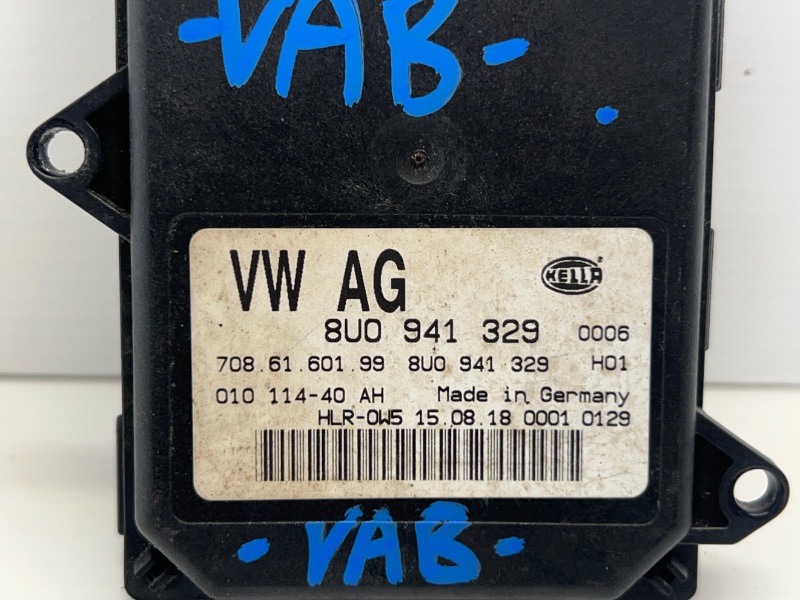 -VAB-
VW AG
HELLA
8U0 941 329 0006
708.61.601.99 8U0 941 329 H01
010 114-40 AH Made in Germany
HLR-0W5 15.08.18 0001 0129
-VAB-